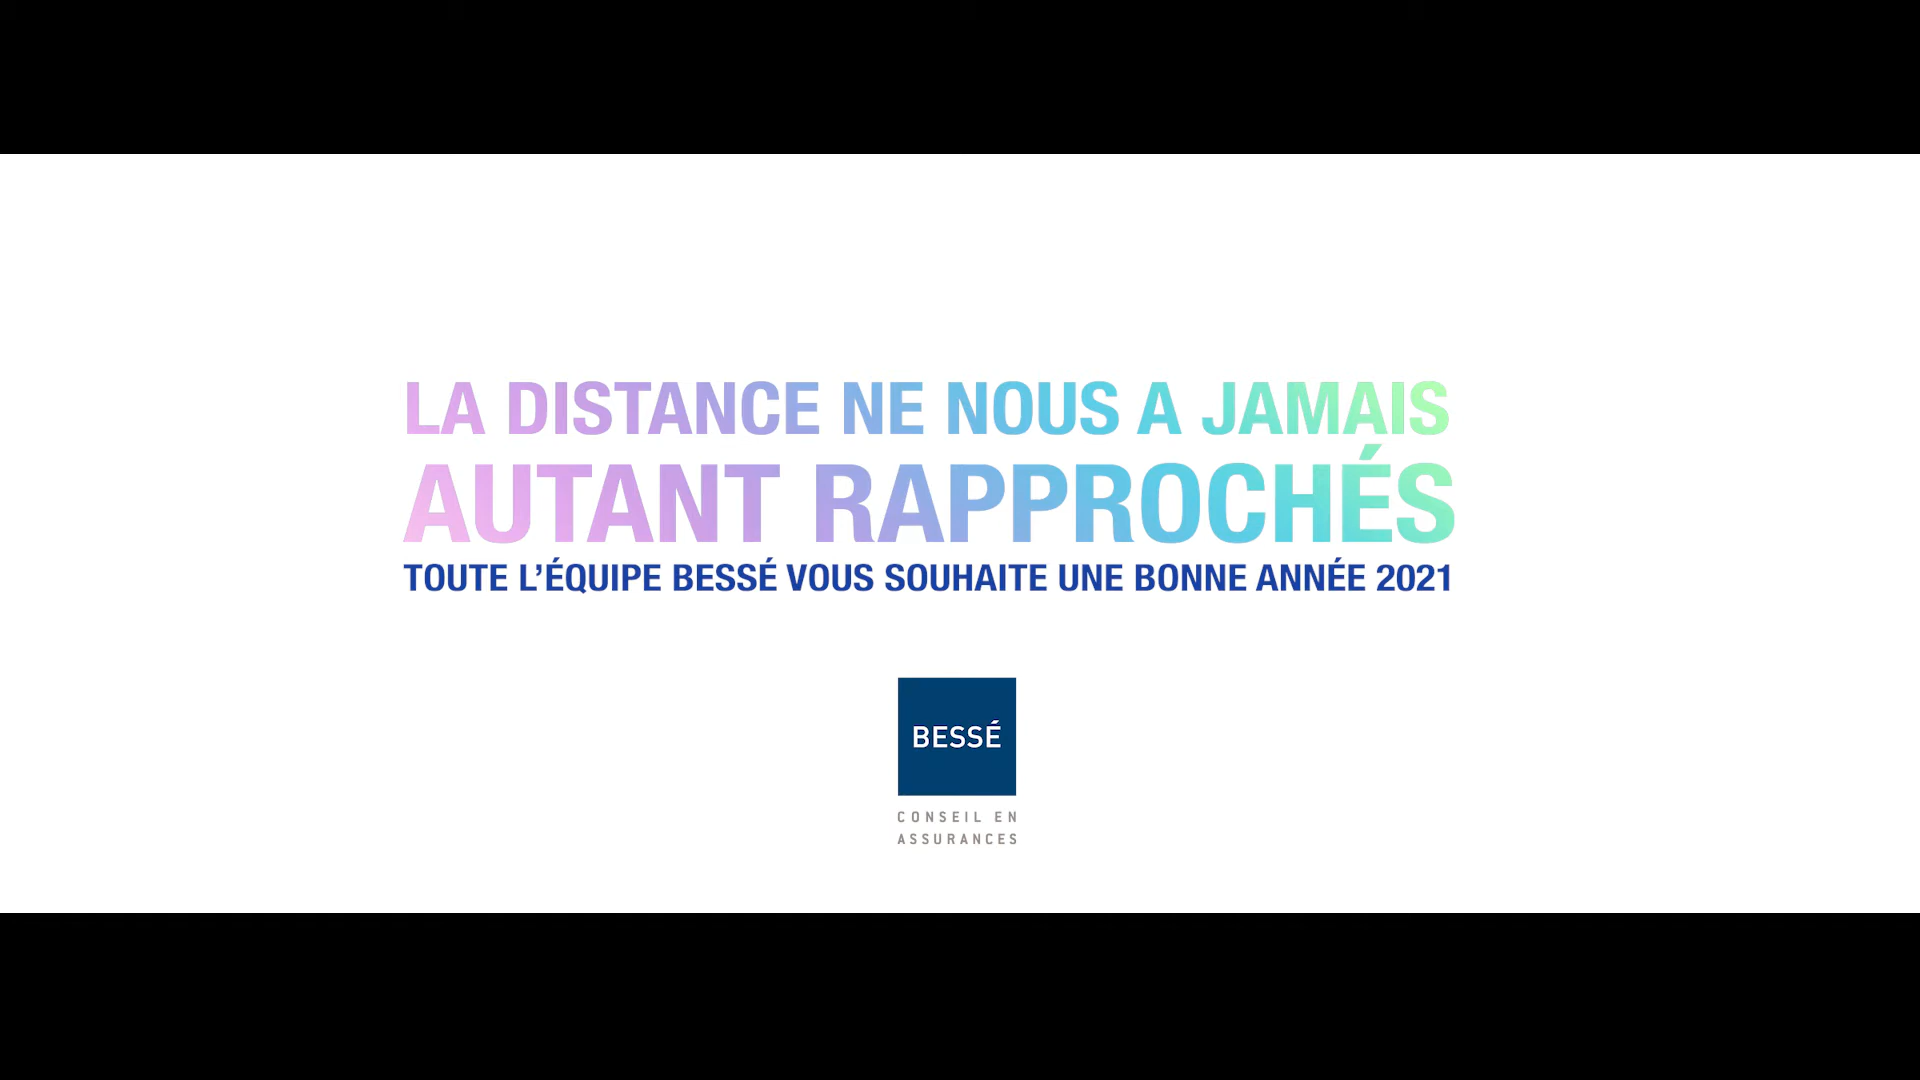 LA DISTANCE NE NOUS A JAMAIS
AUTANT RAPPROCHÉS
TOUTE L’ÉQUIPE BESSÉ VOUS SOUHAITE UNE BONNE ANNÉE 2021
BESSÉ
CONSEIL EN
ASSURANCES